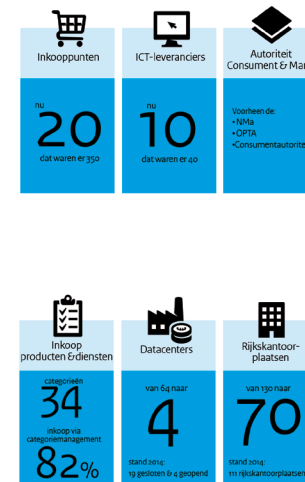 Inkooppunten
nu
20
dat waren er 350
ICT-leveranciers
nu
10
dat waren er 40
Autoriteit
Consument & Mar
Voorheen de:
• NMa
• OPTA
•Consumentautorite
Inkoop
producten &diensten
categorieën
34
inkoop via
categoriemanagement
82%
Datacenters
van 64 naar
4
stand 2014:
19 gesloten & 4 geopend
Rijkskantoor-
plaatsen
van 130 naar
70
stand 2014:
111 rijkskantoorplaatsen